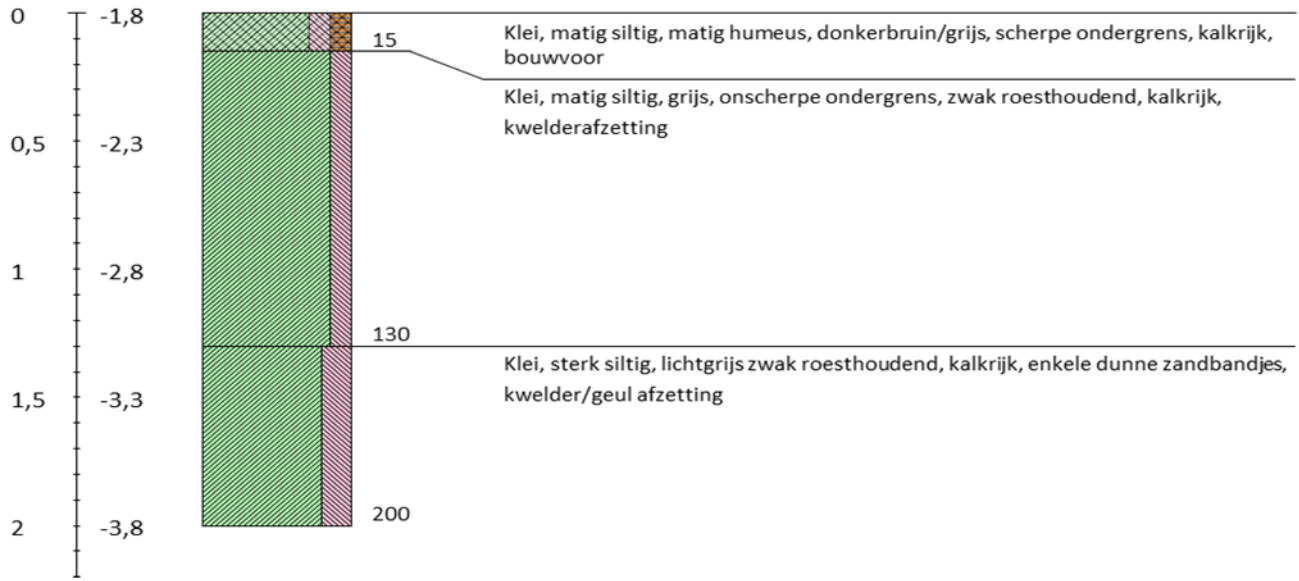 0 -1,8
Klei, matig siltig, matig humeus, donkerbruin/grijs, scherpe ondergrens, kalkrijk,
bouwvoor
15
Klei, matig siltig, grijs, onscherpe ondergrens, zwak roesthoudend, kalkrijk,
kwelderafzetting
0,5 -2,3
1 -2,8
130
Klei, sterk siltig, lichtgrijs zwak roesthoudend, kalkrijk, enkele dunne zandbandjes,
kwelder/geul afzetting
1,5 -3,3
200
2 -3,8